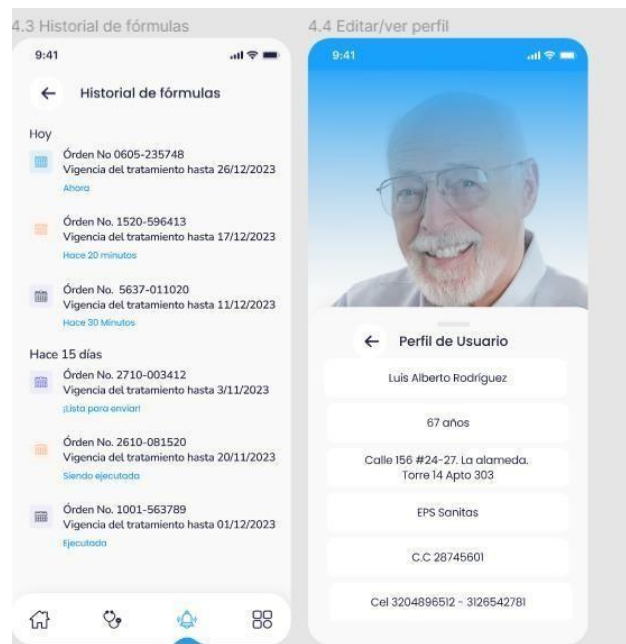 4.3 Historial de fórmulas
9:41
Historial de fórmulas
Hoy
Órden No 0605-235748
Vigencia del tratamiento hasta 26/12/2023
Ahora
Órden No. 1520-596413
Vigencia del tratamiento hasta 17/12/2023
Hace 20 minutos
Órden No. 5637-011020
Vigencia del tratamiento hasta 11/12/2023
Hace 30 Minutos
Hace 15 días
Órden No. 2710-003412
Vigencia del tratamiento hasta 3/11/2023
¡Lista para enviar!
Órden No. 2610-081520
Vigencia del tratamiento hasta 20/11/2023
Siendo ejecutada
Órden No. 1001-563789
Vigencia del tratamiento hasta 01/12/2023
Ejecutada
4.4 Editar/ver perfil
9:41
Perfil de Usuario
Luis Alberto Rodríguez
67 años
Calle 156 #24-27. La alameda.
Torre 14 Apto 303
EPS Sanitas
C.C 28745601
Cel 3204896512 - 3126542781